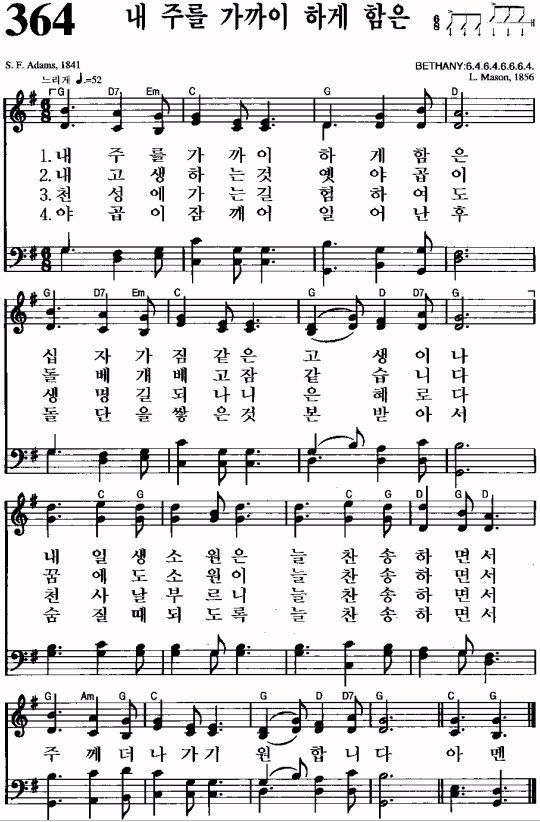 364 내 주를 가까이 하게 함은
S. F. Adams, 1841
BETHANY:6.4.6.4.6.6.6.4.
느리게 ♩.=52
L. Mason, 1856
G D7 Em C G D
1.내 주 를 가 까 이 하 게 함 은
2.내 고 생 하 는 것 옛 야 곱 이
3.천 성 에 가 는 길 험 하 여 도
4.야 곱 이 잠 깨 어 일 어 난 후
G D7 Em C G D D7 G
십 자 가 짐 같 은 고 생 이 나
돌 베 개 베 고 잠 같 습 니 다
생 명 길 되 나 니 은 혜 로 다
돌 단 을 쌓 은 것 본 받 아 서
G C G C G D G D
내 일 생 소 원 은 늘 찬 송 하 면 서
꿈 에 도 소 원 이 늘 찬 송 하 면 서
천 사 날 부 르 니 늘 찬 송 하 면 서
숨 질 때 되 도 록 늘 찬 송 하 면 서
G Am G C G D D7 G C G
주 께 더 나 가 기 원 합 니 다 아 멘